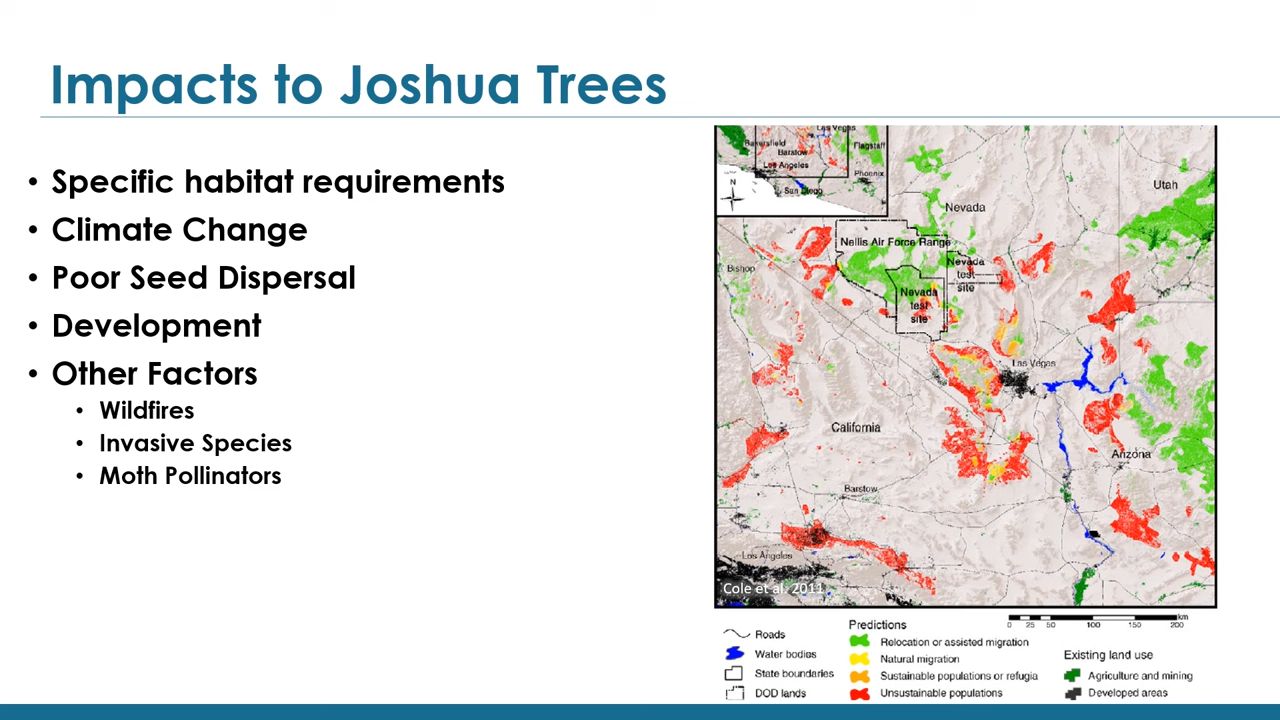 Impacts to Joshua Trees
• Specific habitat requirements
• Climate Change
• Poor Seed Dispersal
• Development
• Other Factors
• Wildfires
• Invasive Species
• Moth Pollinators
Las Vegas
Bakersfield
Barstow
Flagstaff
Los Angeles
Phoenix
N
San Diego
Utah
Nevada
Nellis Air Force Range
Bishop
Nevada
test
site
Nevada
test
site
Las Vegas
California
Arizona
Barstow
Los Angeles
Cole et al. 2011
km
0 25 50 100 150 200
Roads
Water bodies
State boundaries
DOD lands
Predictions
Relocation or assisted migration
Natural migration
Sustainable populations or refugia
Unsustainable populations
Existing land use
Agriculture and mining
Developed areas